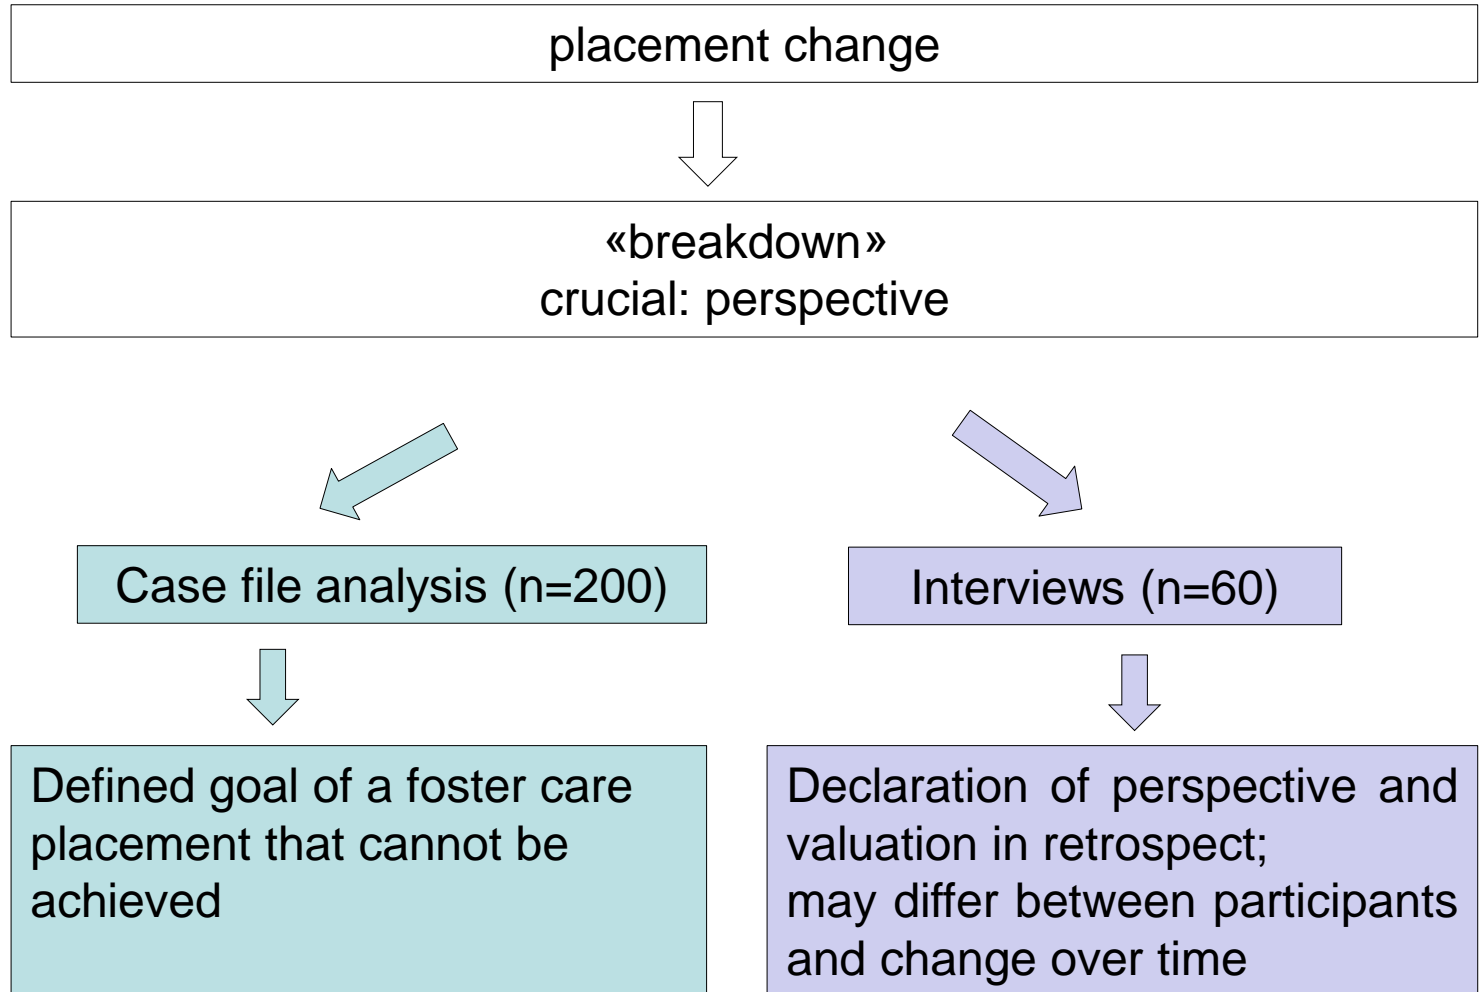 placement change
«breakdown»
crucial: perspective
Case file analysis (n=200)
Interviews (n=60)
Defined goal of a foster care
placement that cannot be
achieved
Declaration of perspective and
valuation in retrospect;
may differ between participants
and change over time